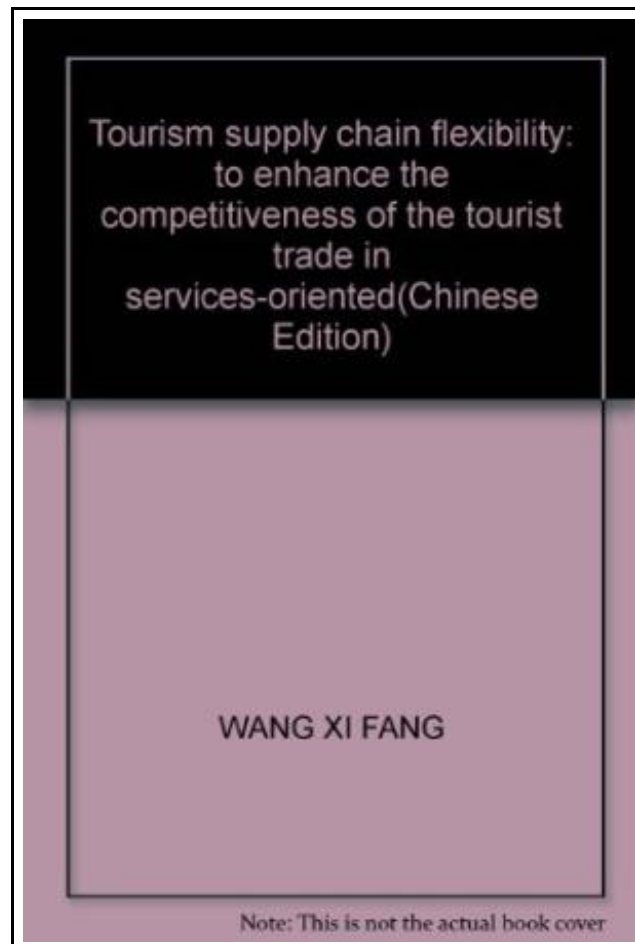 Tourism supply chain flexibility:
to enhance the
competitiveness of the tourist
trade in
services-oriented(Chinese
Edition)
WANG XI FANG
Note: This is not the actual book cover